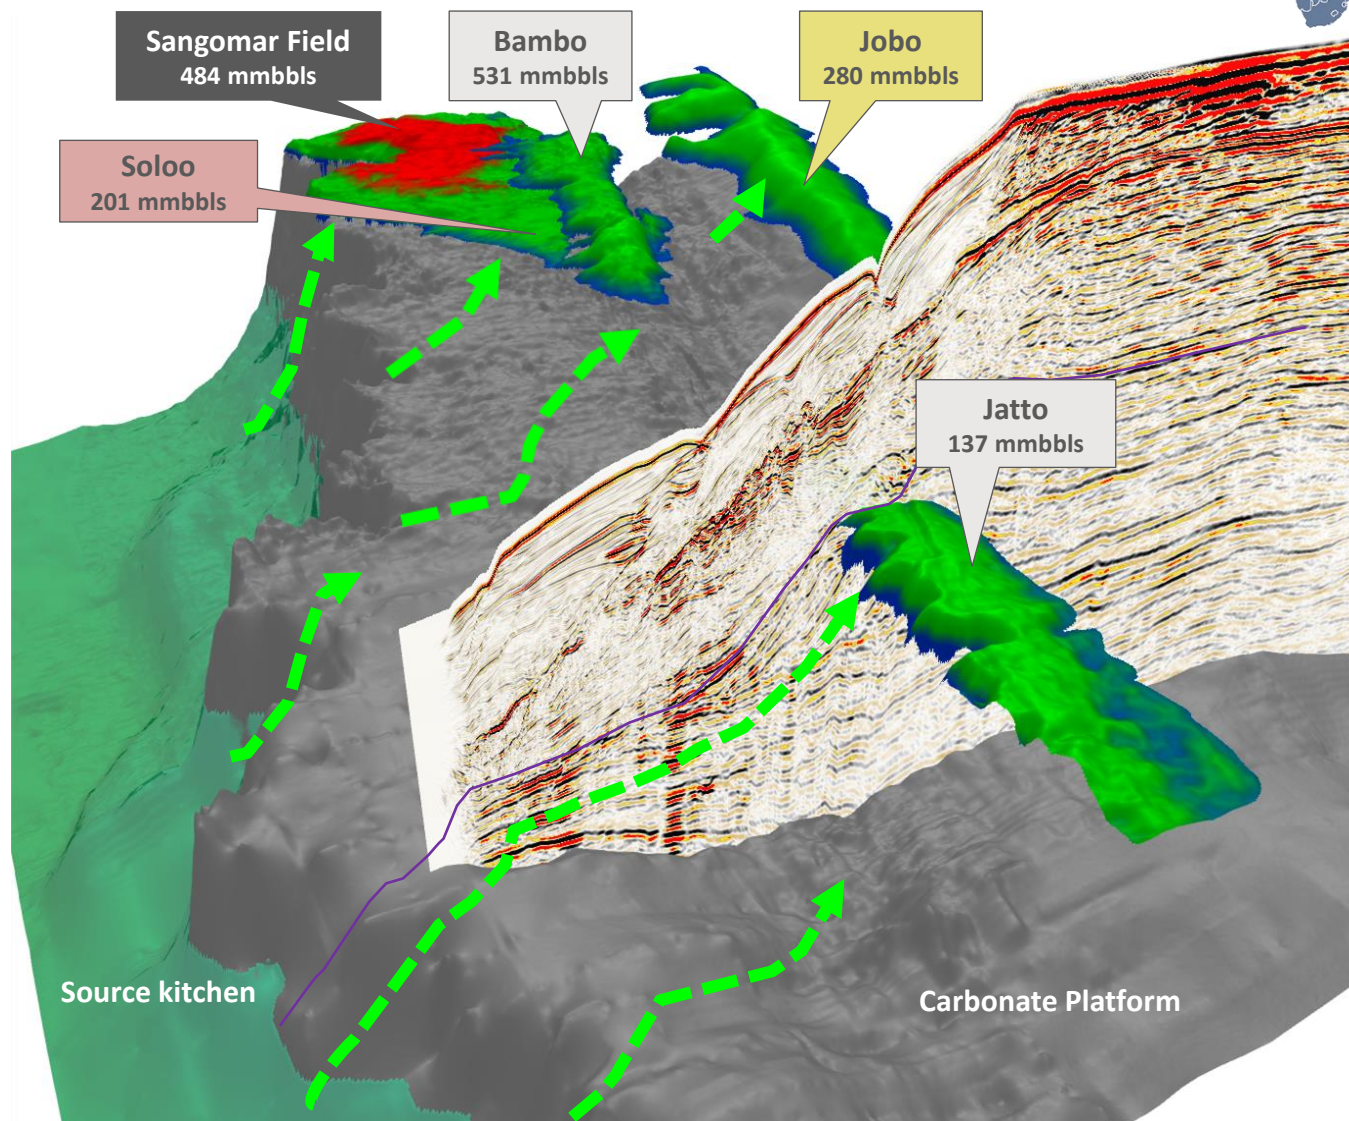 Sangomar Field
484 mmbbls
Bambo
531 mmbbls
Jobo
280 mmbbls
Soloo
201 mmbbls
Jatto
137 mmbbls
Source kitchen
Carbonate Platform